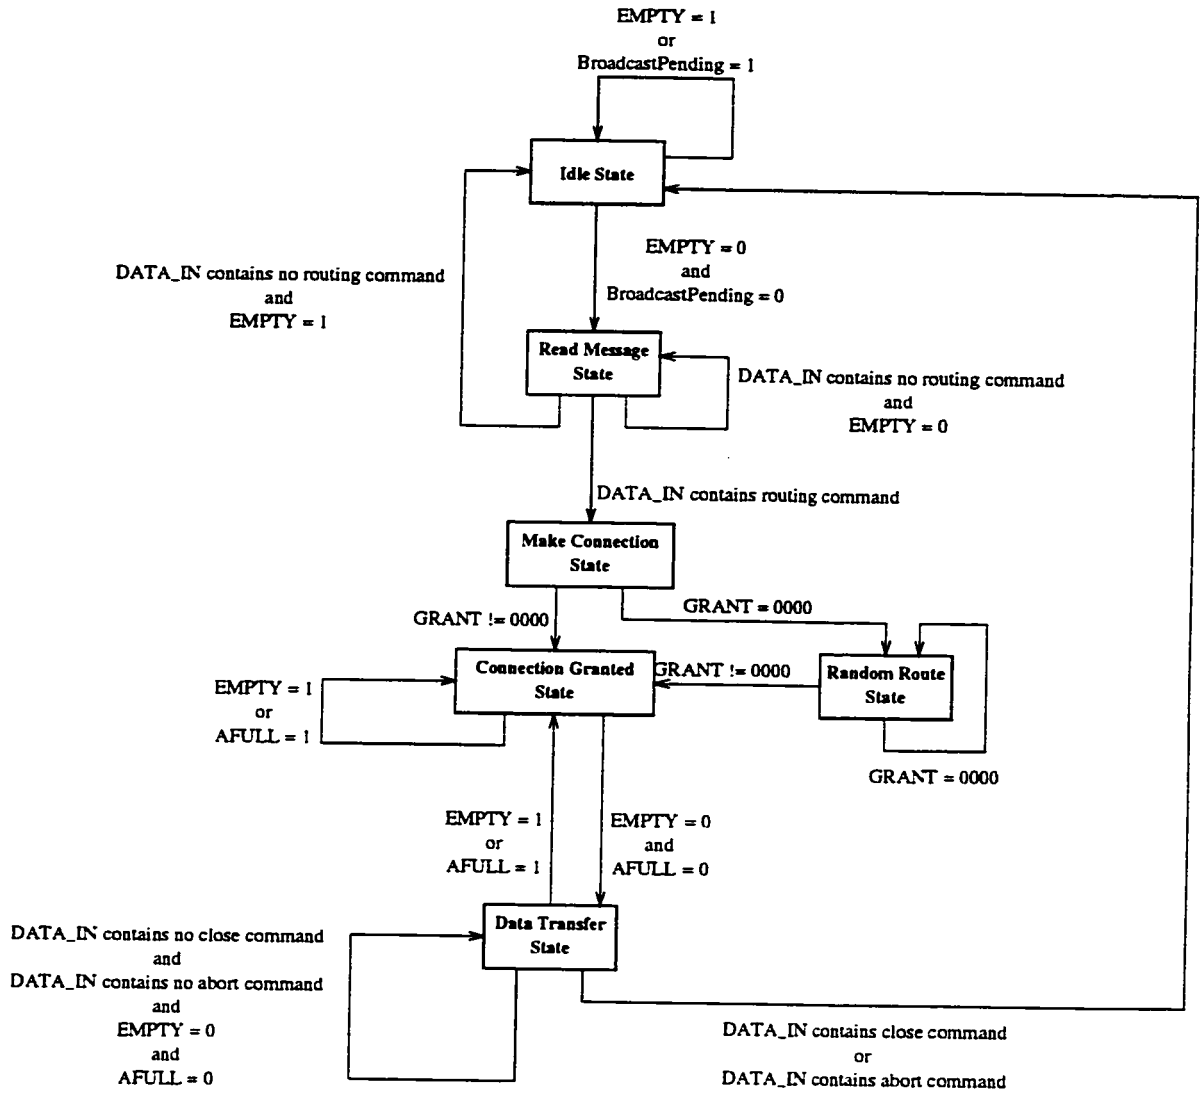 EMPTY = 1
or
BroadcastPending = 1
Idle State
EMPTY = 0
and
BroadcastPending = 0
DATA_IN contains no routing command
and
EMPTY = 1
Read Message
State
DATA_IN contains no routing command
and
EMPTY = 0
DATA_IN contains routing command
Make Connection
State
GRANT != 0000
GRANT = 0000
Connection Granted
State
GRANT != 0000
Random Route
State
EMPTY = 1
or
AFULL = 1
GRANT = 0000
EMPTY = 1
or
AFULL = 1
EMPTY = 0
and
AFULL = 0
Data Transfer
State
DATA_IN contains no close command
and
DATA_IN contains no abort command
and
EMPTY = 0
and
AFULL = 0
DATA_IN contains close command
or
DATA_IN contains abort command